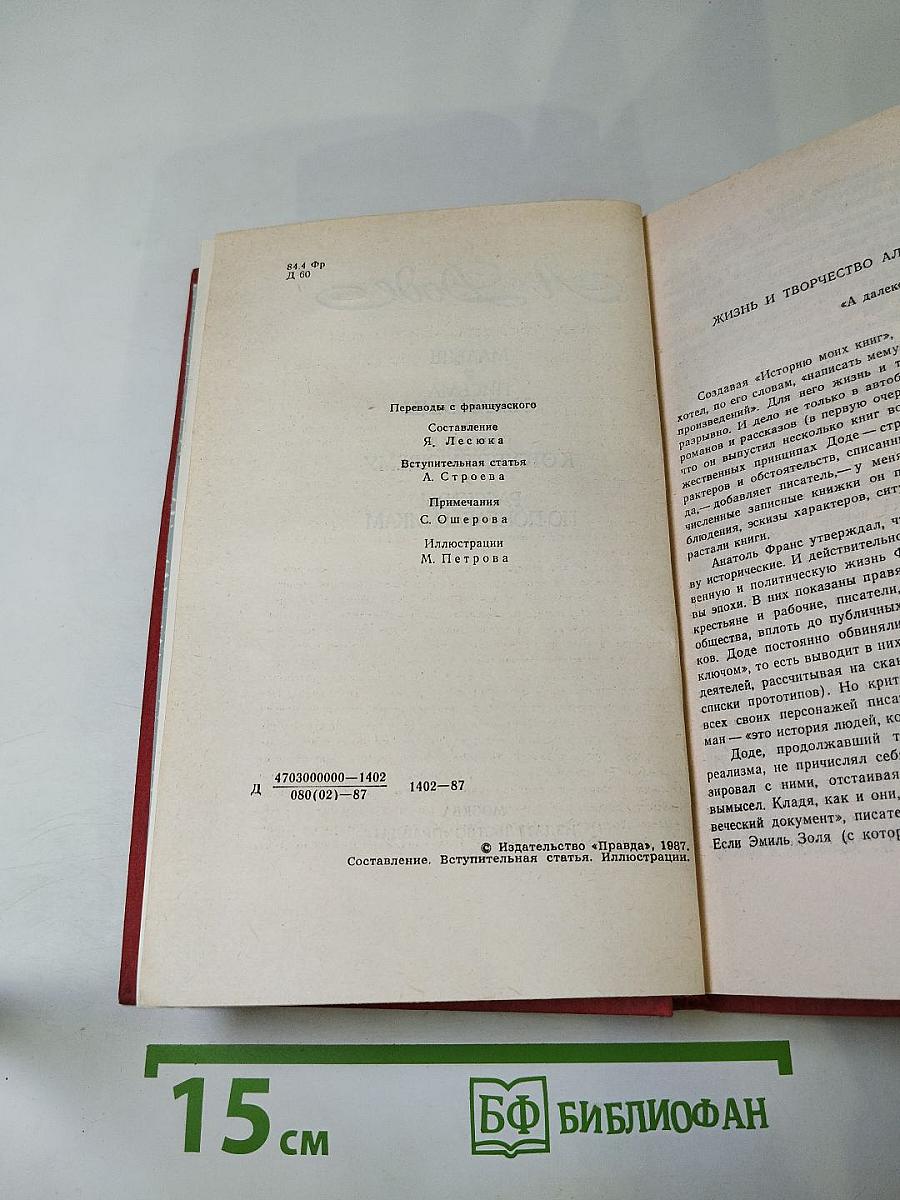 84.4 Фр
Д 60
Переводы с французского
Составление
Я. Лесюка
Вступительная статья
А. Строева
Примечания
С. Ошерова
Иллюстрации
М. Петрова
Д 4703000000—1402
080(02)—87
1402—87
© Издательство «Правда», 1987.
Составление. Вступительная статья. Иллюстрации.
ЖИЗНЬ И ТВОРЧЕСТВО АЛ
«А далек
Создавая «Историю моих книг»,
хотел, по его словам, «написать мему
произведений». Для него жизнь и т
разрывно. И дело не только в автоб
романов и рассказов (в первую очер
что он выпустил несколько книг во
жественных принципах Доде — стр
рактеров и обстоятельств, списанн
да,— добавляет писатель,— у меня
численные записные книжки он п
блюдения, эскизы характеров, ситу
растали книги.
Анатоль Франс утверждал, ч
ву исторические. И действительно
венную и политическую жизнь Ф
вы эпохи. В них показаны правя
крестьяне и рабочие, писатели,
общества, вплоть до публичных
ков. Доде постоянно обвиняли
ключом», то есть выводит в них
деятелей, рассчитывая на скан
списки прототипов). Но крит
всех своих персонажей писа
ман — «это история людей, ко
Доде, продолжавший т
реализма, не причислял себ
зировал с ними, отстаивая
вымысел. Кладя, как и они,
веческий документ», писате
Если Эмиль Золя (с котор
15 см
БФ БИБЛИОФАН